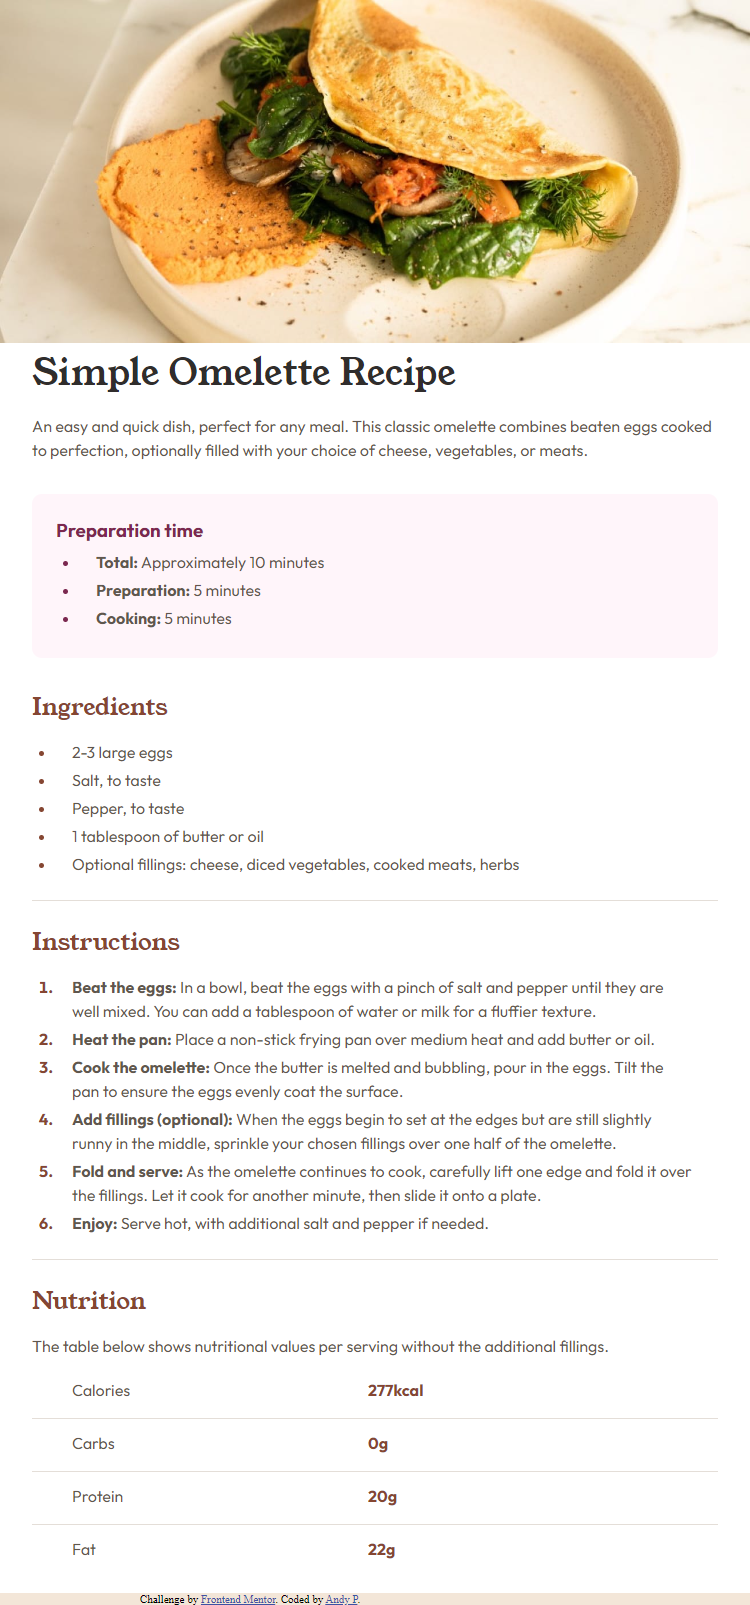 Simple Omelette Recipe
An easy and quick dish, perfect for any meal. This classic omelette combines beaten eggs cooked
to perfection, optionally filled with your choice of cheese, vegetables, or meats.
Preparation time
• Total: Approximately 10 minutes
• Preparation: 5 minutes
• Cooking: 5 minutes
Ingredients
• 2-3 large eggs
• Salt, to taste
• Pepper, to taste
• 1 tablespoon of butter or oil
• Optional fillings: cheese, diced vegetables, cooked meats, herbs
Instructions
1. Beat the eggs: In a bowl, beat the eggs with a pinch of salt and pepper until they are
well mixed. You can add a tablespoon of water or milk for a fluffier texture.
2. Heat the pan: Place a non-stick frying pan over medium heat and add butter or oil.
3. Cook the omelette: Once the butter is melted and bubbling, pour in the eggs. Tilt the
pan to ensure the eggs evenly coat the surface.
4. Add fillings (optional): When the eggs begin to set at the edges but are still slightly
runny in the middle, sprinkle your chosen fillings over one half of the omelette.
5. Fold and serve: As the omelette continues to cook, carefully lift one edge and fold it over
the fillings. Let it cook for another minute, then slide it onto a plate.
6. Enjoy: Serve hot, with additional salt and pepper if needed.
Nutrition
The table below shows nutritional values per serving without the additional fillings.
Calories 277kcal
Carbs 0g
Protein 20g
Fat 22g
Challenge by Frontend Mentor. Coded by Andy P.